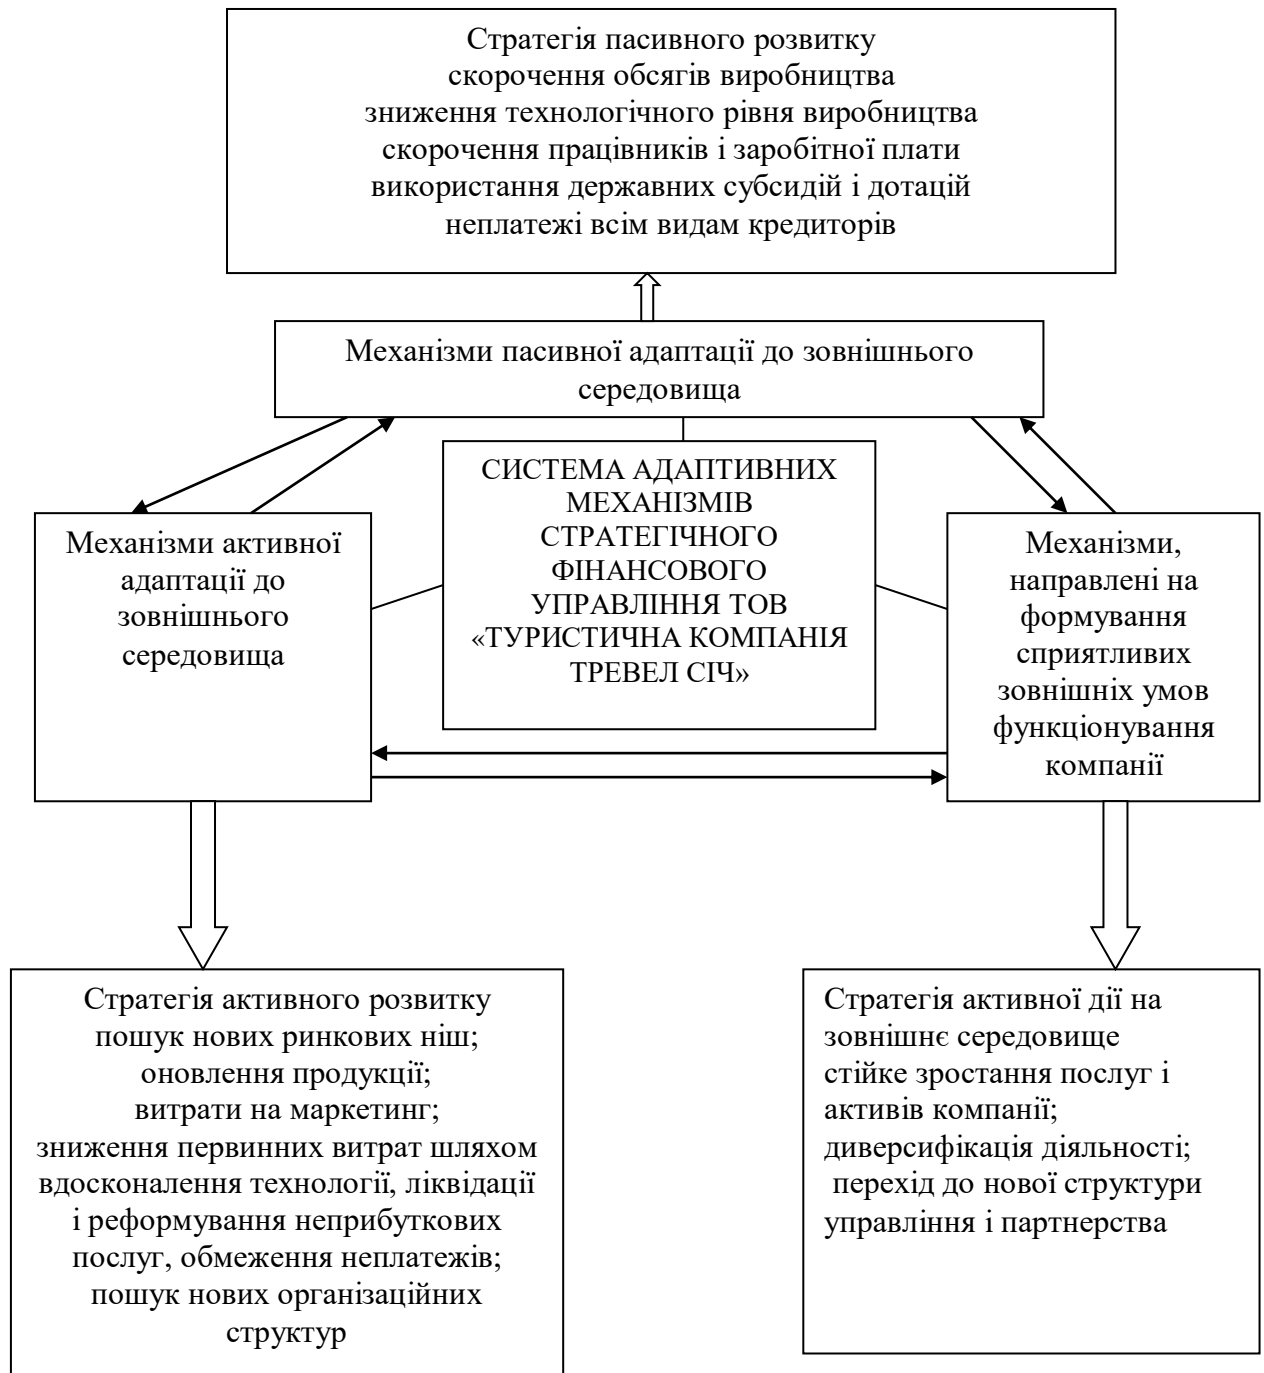 Стратегія пасивного розвитку
скорочення обсягів виробництва
зниження технологічного рівня виробництва
скорочення працівників і заробітної плати
використання державних субсидій і дотацій
неплатежі всім видам кредиторів
Механізми пасивної адаптації до зовнішнього
середовища
СИСТЕМА АДАПТИВНИХ
МЕХАНІЗМІВ
СТРАТЕГІЧНОГО
ФІНАНСОВОГО
УПРАВЛІННЯ ТОВ
«ТУРИСТИЧНА КОМПАНІЯ
ТРЕВЕЛ СІЧ»
Механізми активної
адаптації до
зовнішнього
середовища
Механізми,
направлені на
формування
сприятливих
зовнішніх умов
функціонування
компанії
Стратегія активного розвитку
пошук нових ринкових ніш;
оновлення продукції;
витрати на маркетинг;
зниження первинних витрат шляхом
вдосконалення технології, ліквідації
і реформування неприбуткових
послуг, обмеження неплатежів;
пошук нових організаційних
структур
Стратегія активної дії на
зовнішнє середовище
стійке зростання послуг і
активів компанії;
диверсифікація діяльності;
перехід до нової структури
управління і партнерства